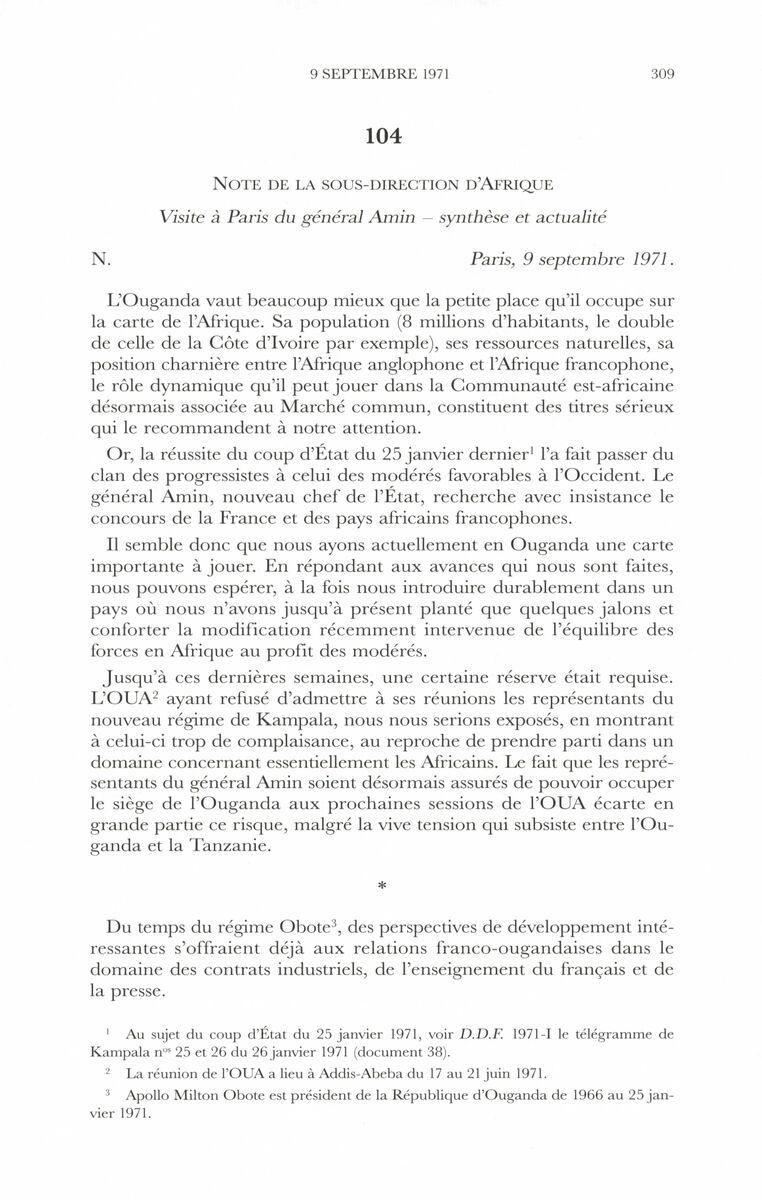 9 SEPTEMBRE 1971 309
104
NOTE DE LA SOUS-DIRECTION D'AFRIQUE
Visite à Paris du général Amin – synthèse et actualité
N. Paris, 9 septembre 1971.
L'Ouganda vaut beaucoup mieux que la petite place qu'il occupe sur
la carte de l'Afrique. Sa population (8 millions d'habitants, le double
de celle de la Côte d'Ivoire par exemple), ses ressources naturelles, sa
position charnière entre l'Afrique anglophone et l'Afrique francophone,
le rôle dynamique qu'il peut jouer dans la Communauté est-africaine
désormais associée au Marché commun, constituent des titres sérieux
qui le recommandent à notre attention.
Or, la réussite du coup d'État du 25 janvier dernier¹ l'a fait passer du
clan des progressistes à celui des modérés favorables à l'Occident. Le
général Amin, nouveau chef de l'État, recherche avec insistance le
concours de la France et des pays africains francophones.
Il semble donc que nous ayons actuellement en Ouganda une carte
importante à jouer. En répondant aux avances qui nous sont faites,
nous pouvons espérer, à la fois nous introduire durablement dans un
pays où nous n'avons jusqu'à présent planté que quelques jalons et
conforter la modification récemment intervenue de l'équilibre des
forces en Afrique au profit des modérés.
Jusqu'à ces dernières semaines, une certaine réserve était requise.
L'OUA² ayant refusé d'admettre à ses réunions les représentants du
nouveau régime de Kampala, nous nous serions exposés, en montrant
à celui-ci trop de complaisance, au reproche de prendre parti dans un
domaine concernant essentiellement les Africains. Le fait que les repré-
sentants du général Amin soient désormais assurés de pouvoir occuper
le siège de l'Ouganda aux prochaines sessions de l'OUA écarte en
grande partie ce risque, malgré la vive tension qui subsiste entre l'Ou-
ganda et la Tanzanie.
*
Du temps du régime Obote³, des perspectives de développement inté-
ressantes s'offraient déjà aux relations franco-ougandaises dans le
domaine des contrats industriels, de l'enseignement du français et de
la presse.
¹ Au sujet du coup d'État du 25 janvier 1971, voir D.D.F. 1971-I le télégramme de
Kampala nᵒˢ 25 et 26 du 26 janvier 1971 (document 38).
² La réunion de l'OUA a lieu à Addis-Abeba du 17 au 21 juin 1971.
³ Apollo Milton Obote est président de la République d'Ouganda de 1966 au 25 jan-
vier 1971.